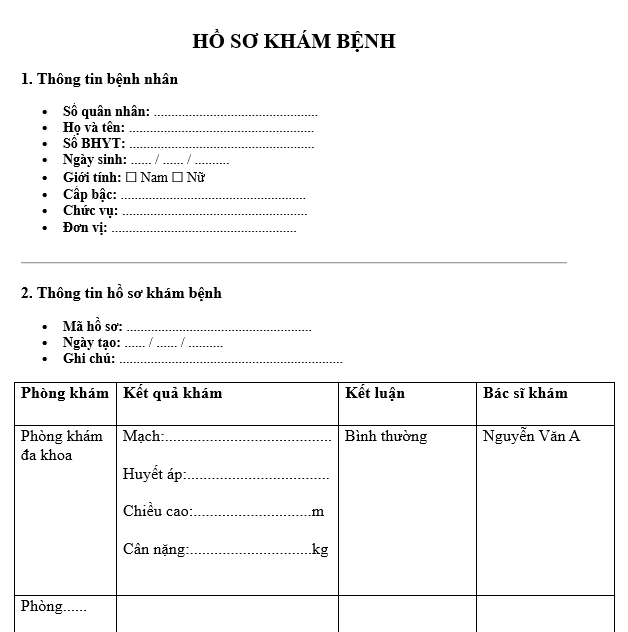 HỒ SƠ KHÁM BỆNH
1. Thông tin bệnh nhân
• Số quân nhân: ...............................................
• Họ và tên: .....................................................
• Số BHYT: .....................................................
• Ngày sinh: ...... / ...... / ..........
• Giới tính: ☐ Nam ☐ Nữ
• Cấp bậc: .....................................................
• Chức vụ: .....................................................
• Đơn vị: .....................................................
2. Thông tin hồ sơ khám bệnh
• Mã hồ sơ: .....................................................
• Ngày tạo: ...... / ...... / ..........
• Ghi chú: ................................................................
Phòng khám Kết quả khám Kết luận Bác sĩ khám
Phòng khám đa khoa
Mạch:...........................................
Huyết áp:.....................................
Chiều cao:..............................m
Cân nặng:................................kg
Bình thường
Nguyễn Văn A
Phòng......